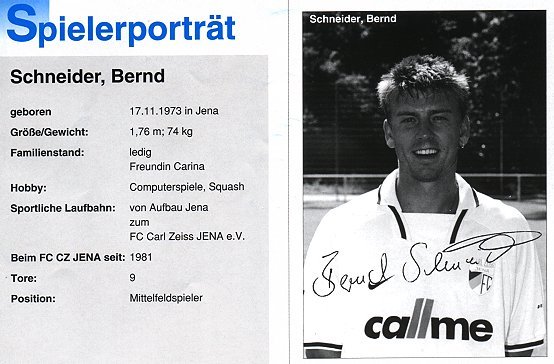 Spielerporträt
Schneider, Bernd
geboren 17.11.1973 in Jena
Größe/Gewicht: 1,76 m; 74 kg
Familienstand: ledig
Freundin Carina
Hobby: Computerspiele, Squash
Sportliche Laufbahn: von Aufbau Jena
zum
FC Carl Zeiss JENA e.V.
Beim FC CZ JENA seit: 1981
Tore: 9
Position: Mittelfeldspieler
Schneider, Bernd
Bernd Schneider
FC
callme